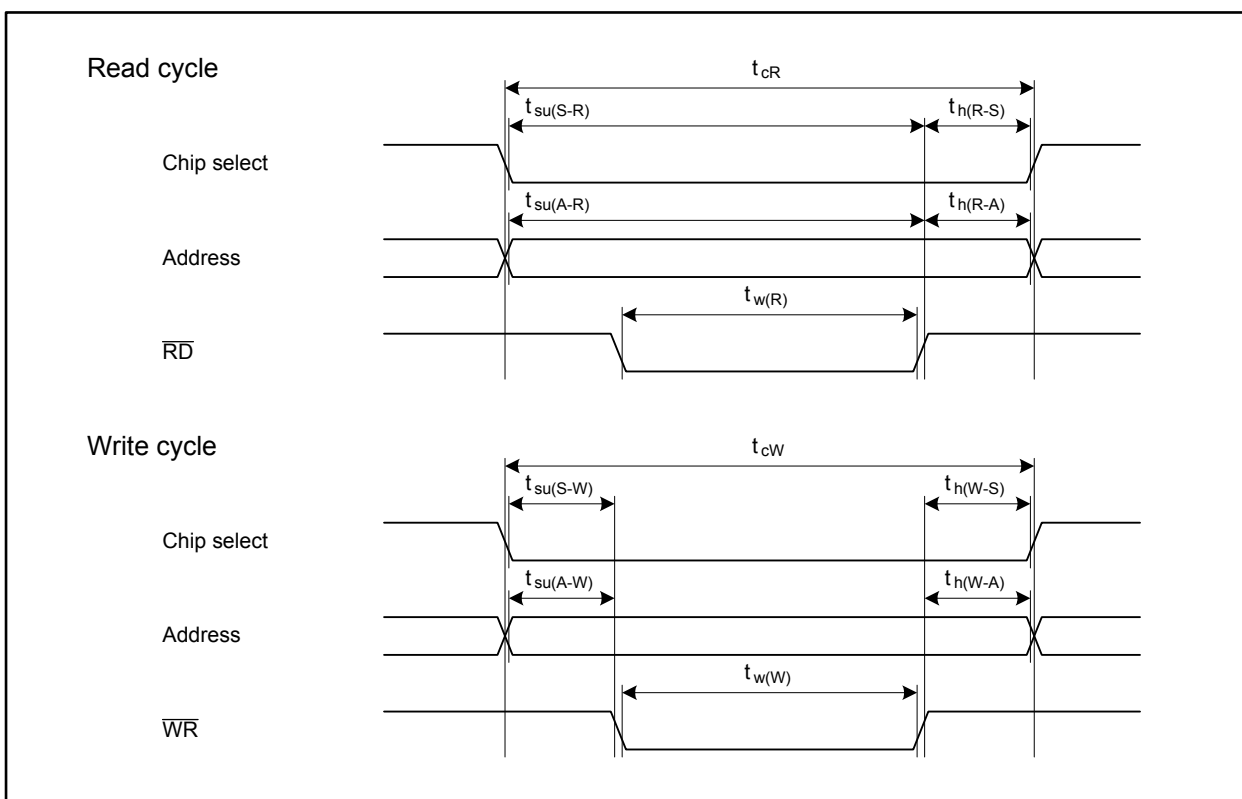 Read cycle
t cR
t su(S-R) t h(R-S)
Chip select
t su(A-R) t h(R-A)
Address
t w(R)
RD
Write cycle
t cW
t su(S-W) t h(W-S)
Chip select
t su(A-W) t h(W-A)
Address
t w(W)
WR